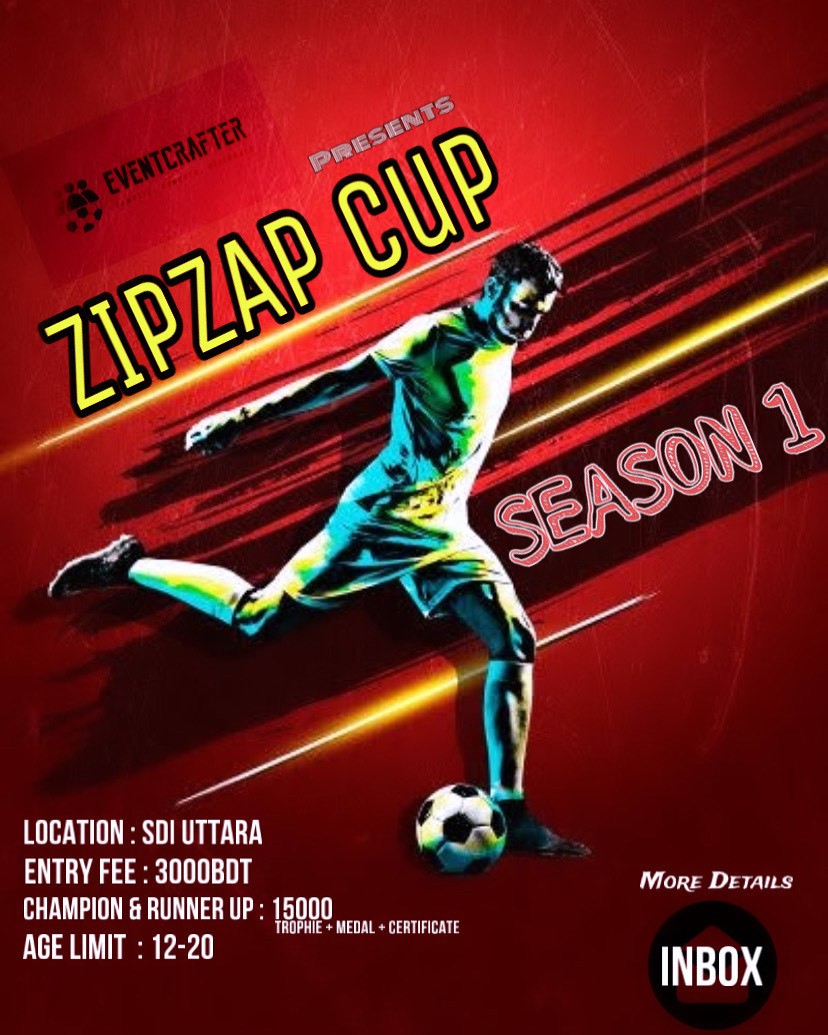 EVENTCRAFTER
PRESENTS
ZIPZAP CUP
SEASON 1
LOCATION : SDI UTTARA
ENTRY FEE : 3000BDT
CHAMPION & RUNNER UP : 15000
TROPHIE + MEDAL + CERTIFICATE
AGE LIMIT : 12-20
MORE DETAILS
INBOX